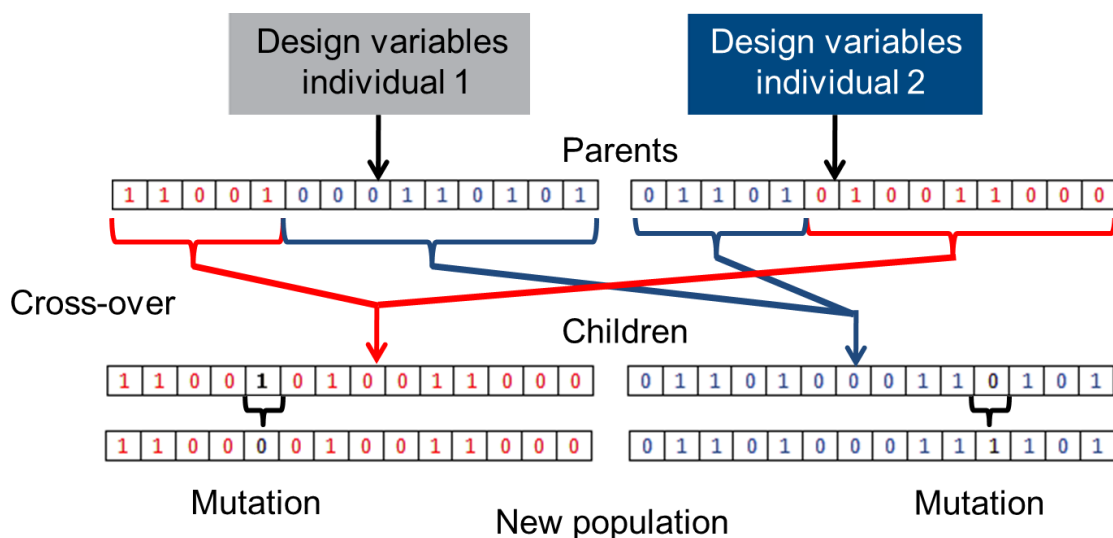 Design variables
individual 1
Design variables
individual 2
Parents
1 1 0 0 1 0 0 0 1 1 0 1 0 1
0 1 1 0 1 0 1 0 0 1 1 0 0 0
Cross-over
Children
1 1 0 0 1 0 1 0 0 1 1 0 0 0
0 1 1 0 1 0 0 0 1 1 0 1 0 1
1 1 0 0 0 0 1 0 0 1 1 0 0 0
0 1 1 0 1 0 0 0 1 1 1 1 0 1
Mutation
Mutation
New population